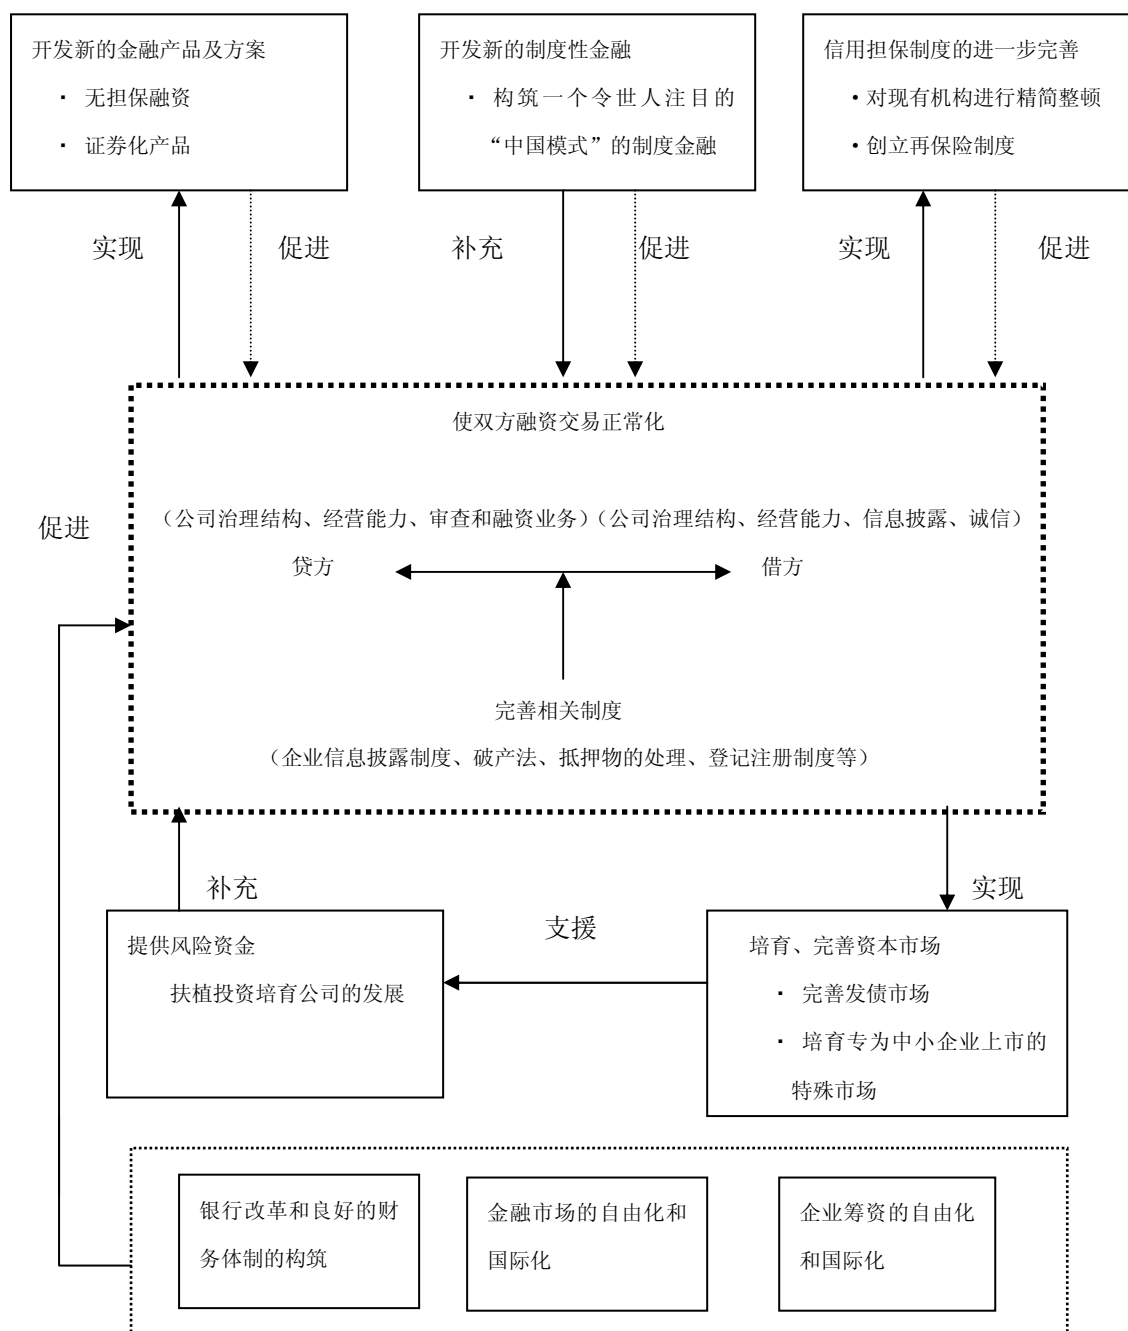 开发新的金融产品及方案
· 无担保融资
· 证券化产品
开发新的制度性金融
· 构筑一个令世人注目的
“中国模式”的制度金融
信用担保制度的进一步完善
·对现有机构进行精简整顿
·创立再保险制度
实现
促进
补充
促进
实现
促进
使双方融资交易正常化
促进
（公司治理结构、经营能力、审查和融资业务）（公司治理结构、经营能力、信息披露、诚信）
贷方
借方
完善相关制度
（企业信息披露制度、破产法、抵押物的处理、登记注册制度等）
补充
实现
支援
提供风险资金
扶植投资培育公司的发展
培育、完善资本市场
· 完善发债市场
· 培育专为中小企业上市的
特殊市场
银行改革和良好的财
务体制的构筑
金融市场的自由化和
国际化
企业筹资的自由化
和国际化